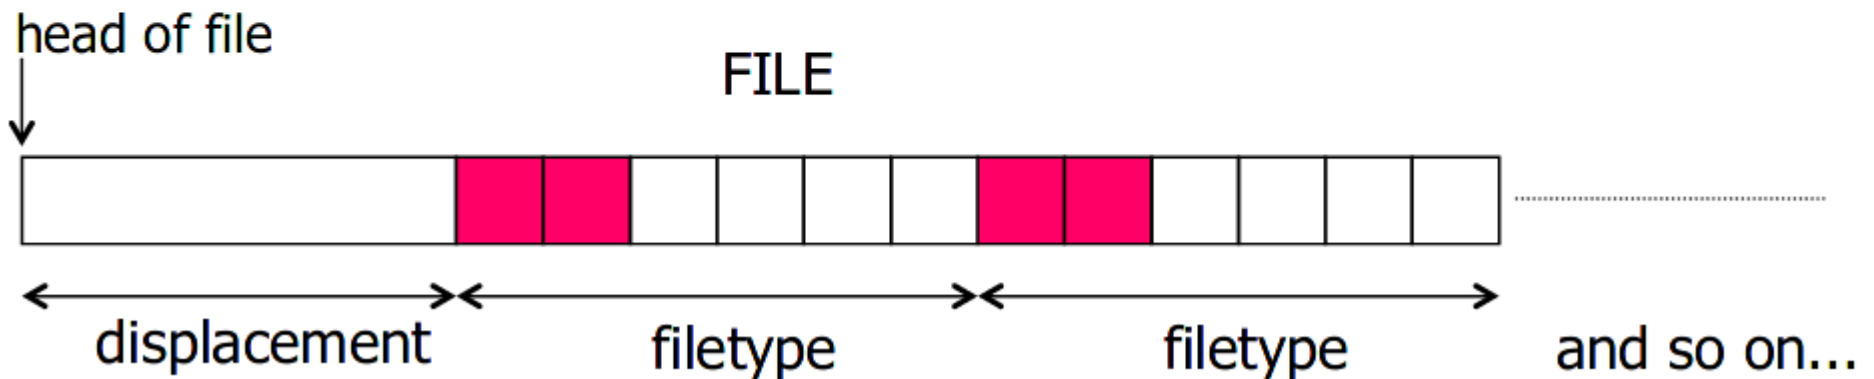 head of file
FILE
displacement
filetype
filetype
and so on...